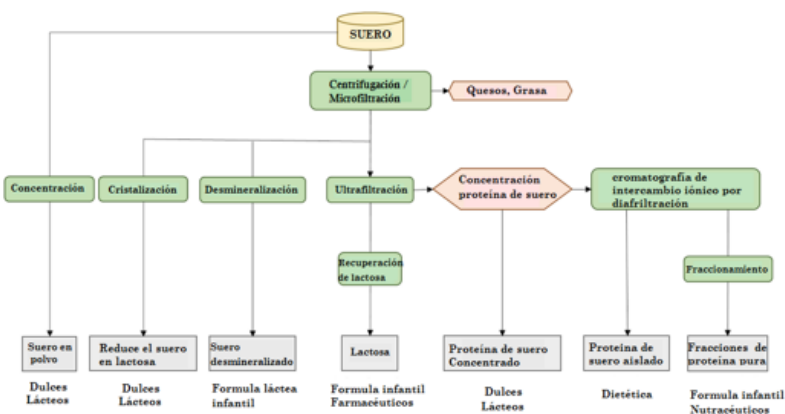 SUERO
Centrifugación /
Microfiltración
Quesos, Grasa
Concentración
Cristalización
Desmineralización
Ultrafiltración
Concentración
proteína de suero
cromatografía de
intercambio iónico por
diafriltración
Recuperación
de lactosa
Fraccionamiento
Suero en
polvo
Reduce el suero
en lactosa
Suero
desmineralizado
Lactosa
Proteína de suero
Concentrado
Proteína de
suero aislado
Fracciones de
proteína pura
Dulces
Lácteos
Dulces
Lácteos
Formula láctea
infantil
Formula infantil
Farmacéuticos
Dulces
Lácteos
Dietética
Formula infantil
Nutracéuticos